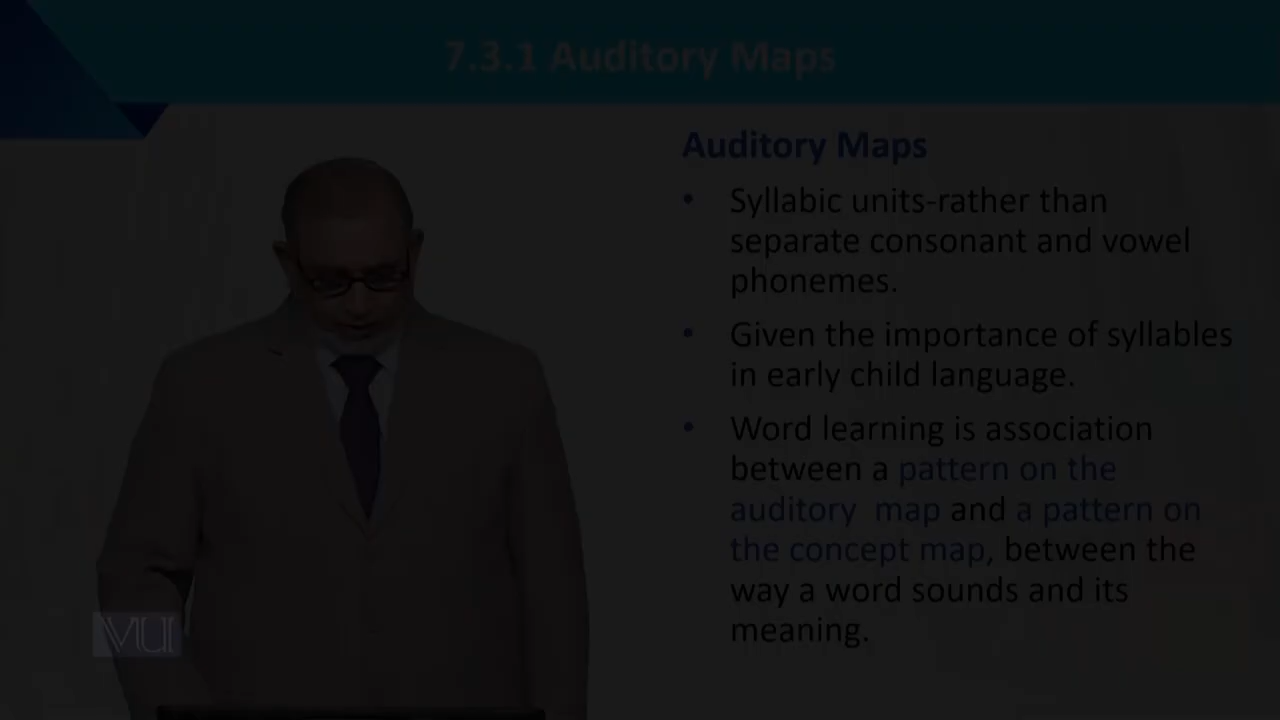 7.3.1 Auditory Maps
Auditory Maps
• Syllabic units-rather than
separate consonant and vowel
phonemes.
• Given the importance of syllables
in early child language.
• Word learning is association
between a pattern on the
auditory map and a pattern on
the concept map, between the
way a word sounds and its
meaning.
VU